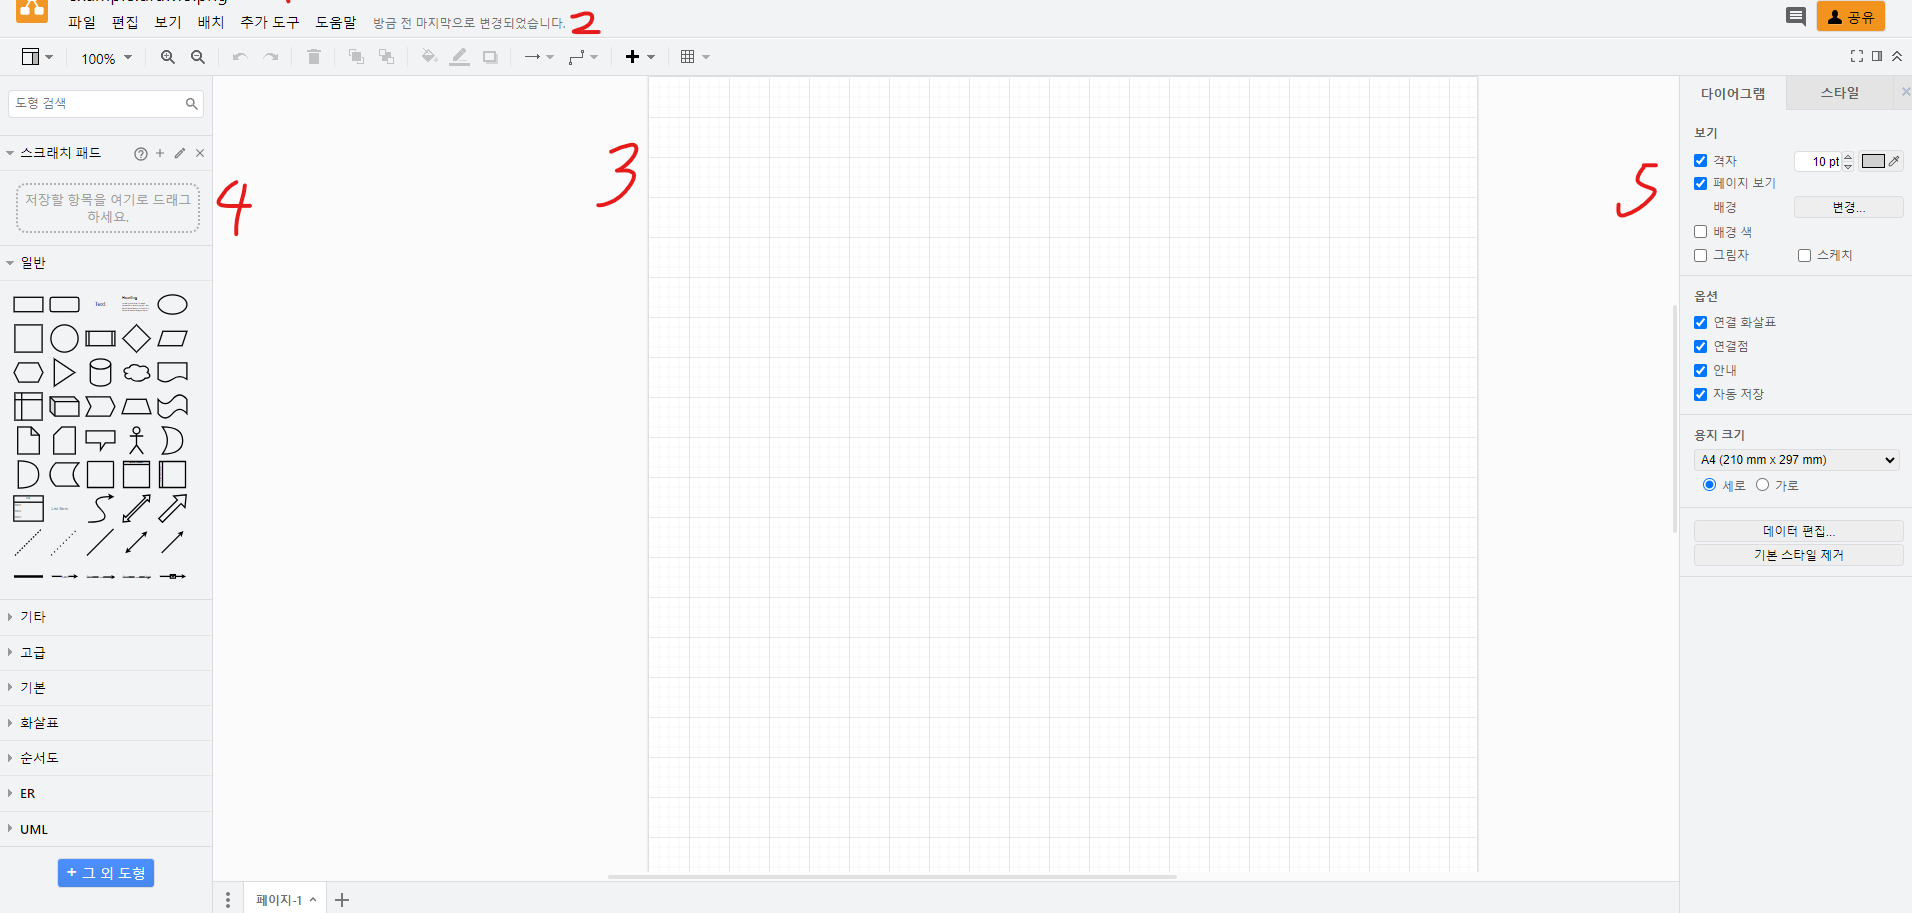 파일 편집 보기 배치 추가 도구 도움말 방금 전 마지막으로 변경되었습니다. 2
공유
100%
도형 검색
스크래치 패드
저장할 항목을 여기로 드래그
하세요.
4
일반
Text
Heading
List Item
기타
고급
기본
화살표
순서도
ER
UML
+ 그 외 도형
3
페이지-1
5
다이어그램 스타일
보기
격자 10 pt
페이지 보기
배경 변경...
배경 색
그림자 스케치
옵션
연결 화살표
연결점
안내
자동 저장
용지 크기
A4 (210 mm x 297 mm)
세로 가로
데이터 편집...
기본 스타일 제거